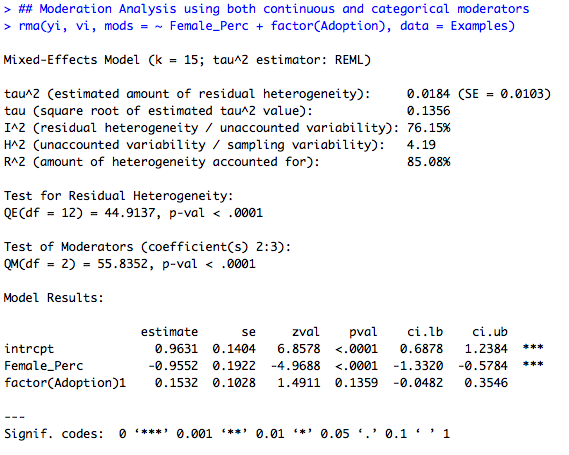 > ## Moderation Analysis using both continuous and categorical moderators
> rma(yi, vi, mods = ~ Female_Perc + factor(Adoption), data = Examples)
Mixed-Effects Model (k = 15; tau^2 estimator: REML)
tau^2 (estimated amount of residual heterogeneity):     0.0184 (SE = 0.0103)
tau (square root of estimated tau^2 value):             0.1356
I^2 (residual heterogeneity / unaccounted variability): 76.15%
H^2 (unaccounted variability / sampling variability):   4.19
R^2 (amount of heterogeneity accounted for):            85.08%
Test for Residual Heterogeneity:
QE(df = 12) = 44.9137, p-val < .0001
Test of Moderators (coefficient(s) 2:3):
QM(df = 2) = 55.8352, p-val < .0001
Model Results:
                  estimate      se     zval    pval    ci.lb    ci.ub
intrcpt             0.9631  0.1404   6.8578  <.0001   0.6878   1.2384  ***
Female_Perc        -0.9552  0.1922  -4.9688  <.0001  -1.3320  -0.5784  ***
factor(Adoption)1   0.1532  0.1028   1.4911  0.1359  -0.0482   0.3546
---
Signif. codes:  0 ‘***’ 0.001 ‘**’ 0.01 ‘*’ 0.05 ‘.’ 0.1 ‘ ’ 1